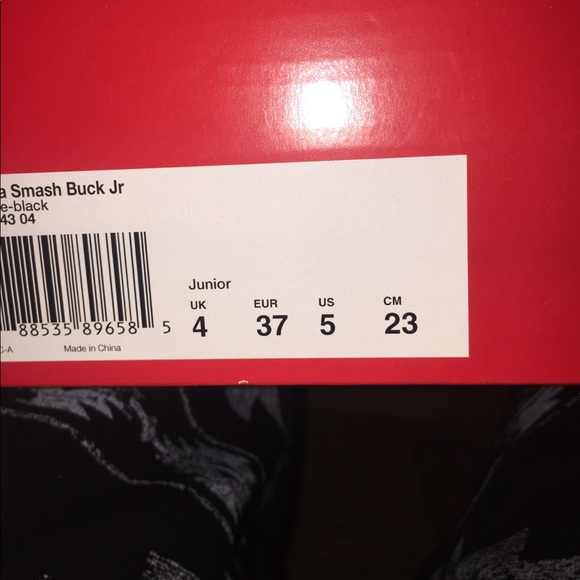 a Smash Buck Jr
e-black
43 04
Junior
UK EUR US CM
4 37 5 23
88535 89658 5
C-A Made in China